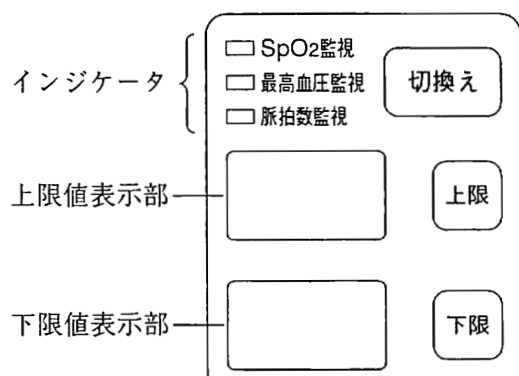 インジケータ
SpO2監視
最高血圧監視
脈拍数監視
切換え
上限値表示部
上限
下限値表示部
下限